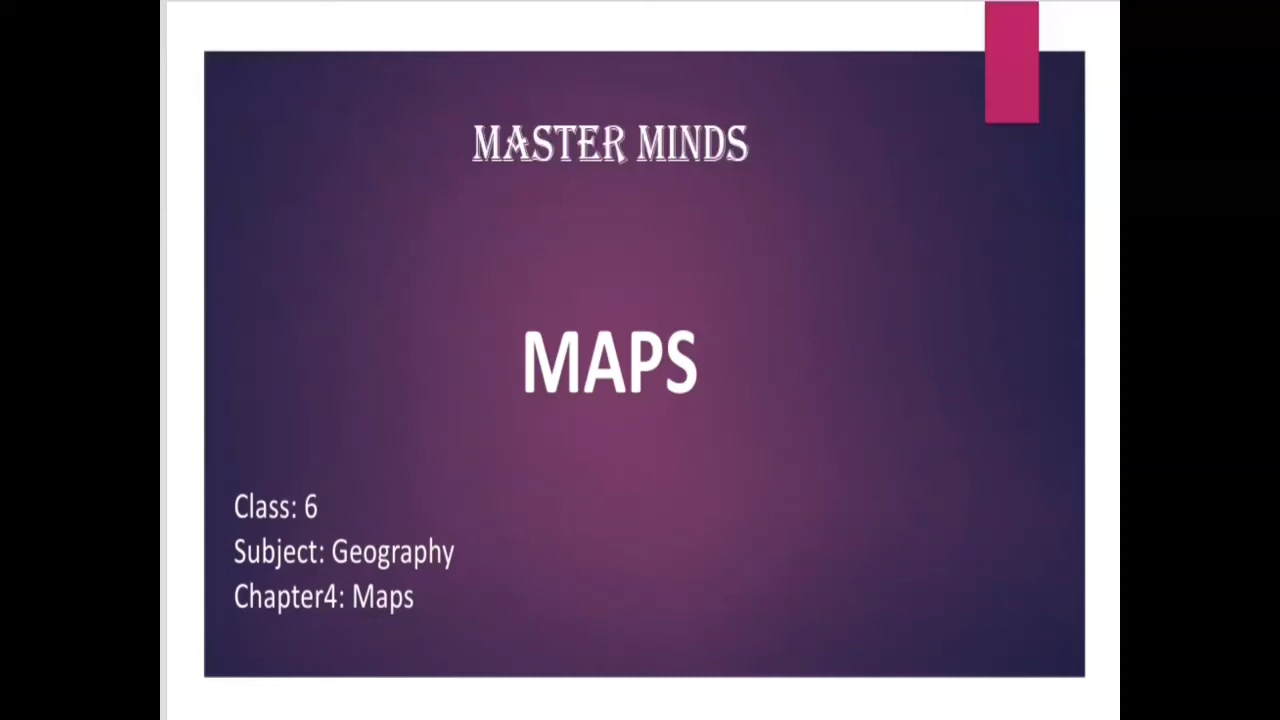 MASTER MINDS
MAPS
Class: 6
Subject: Geography
Chapter4: Maps